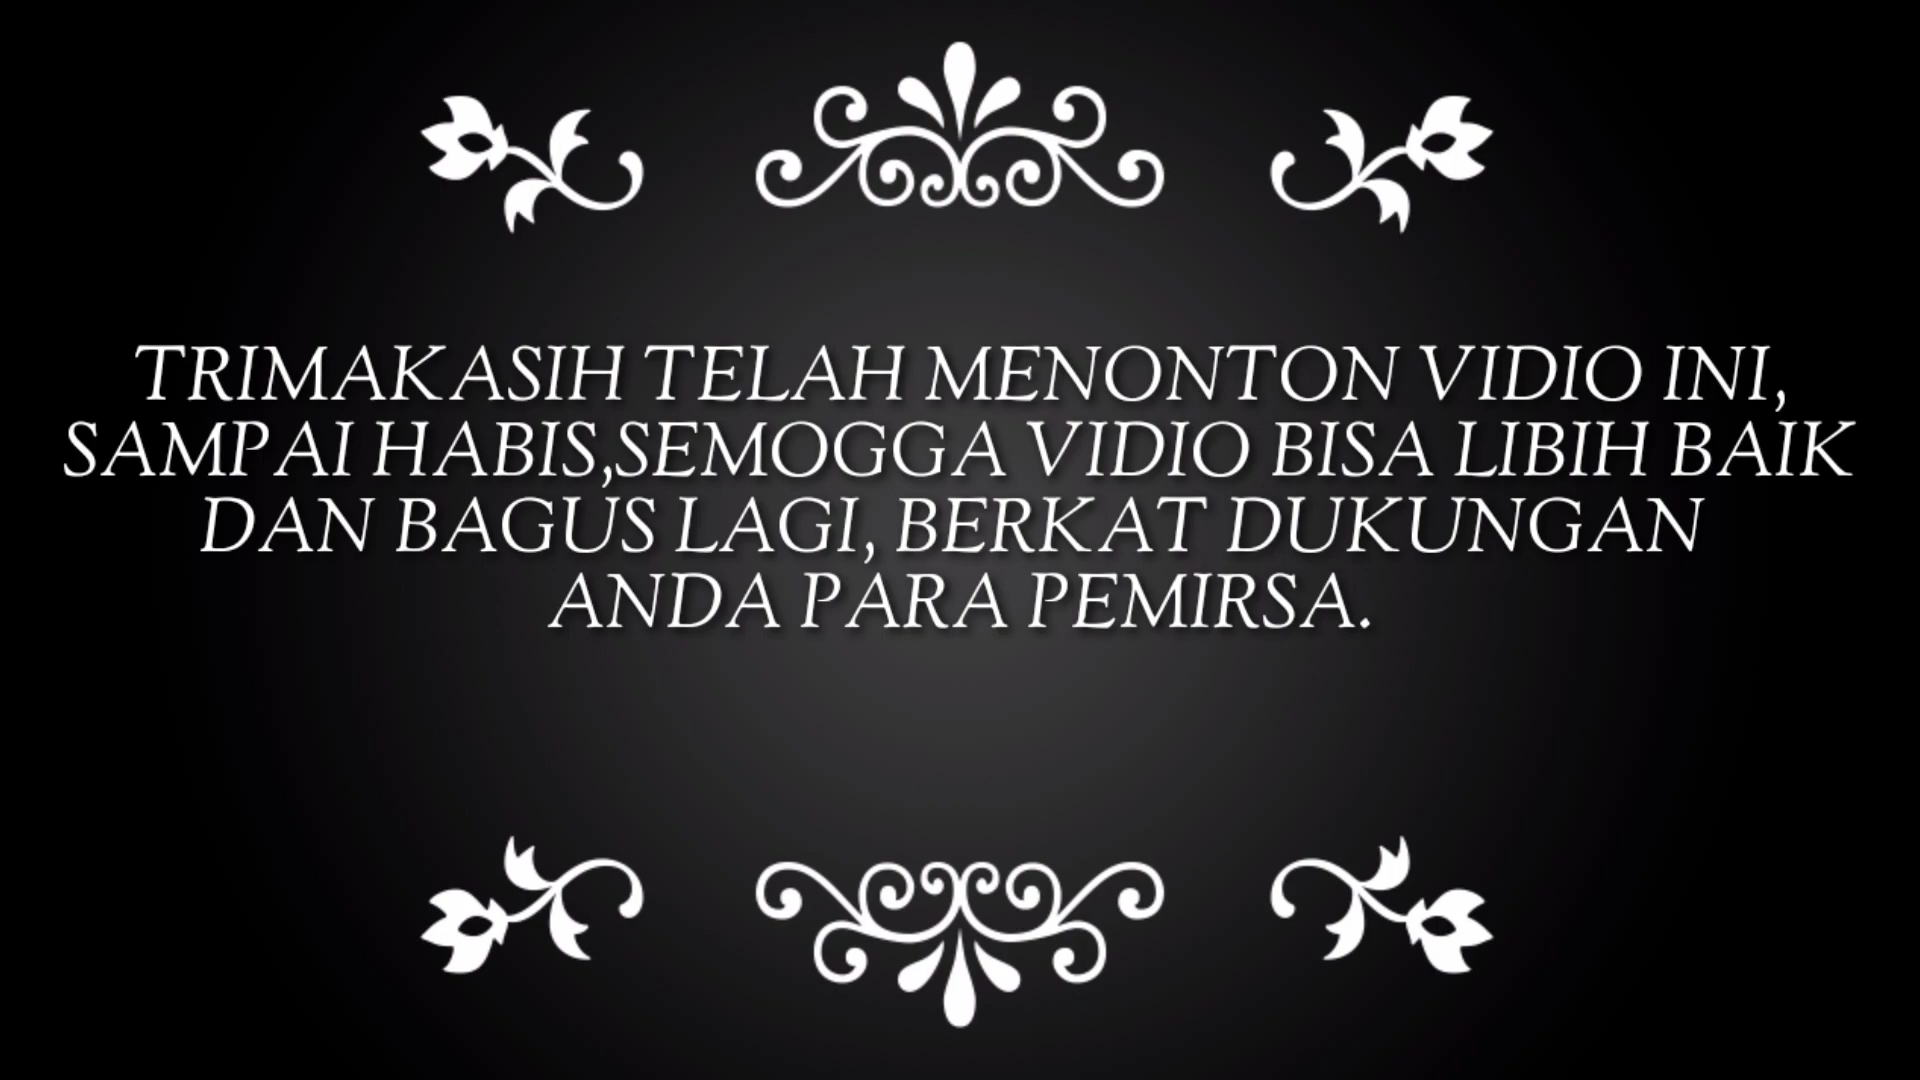 TRIMAKASIH TELAH MENONTON VIDIO INI,
SAMPAI HABIS,SEMOGGA VIDIO BISA LIBIH BAIK
DAN BAGUS LAGI, BERKAT DUKUNGAN
ANDA PARA PEMIRSA.